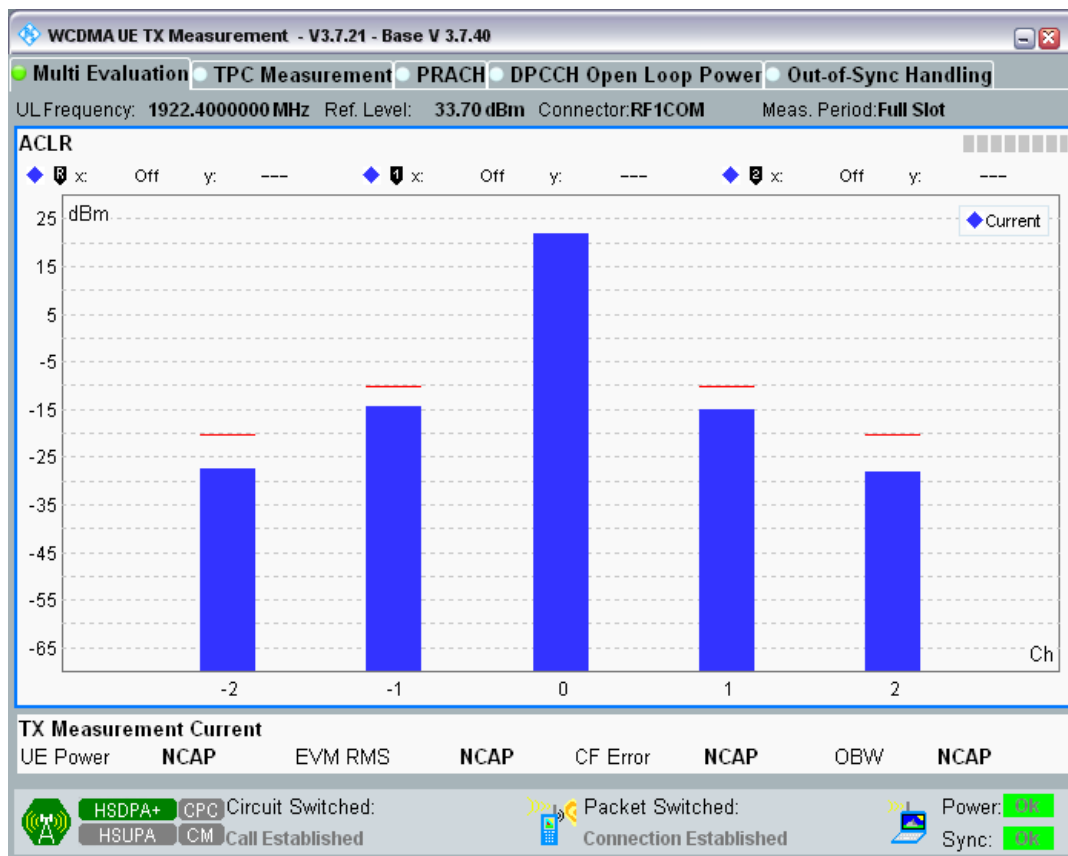 WCDMA UE TX Measurement - V3.7.21 - Base V 3.7.40
Multi Evaluation TPC Measurement PRACH DPCCH Open Loop Power Out-of-Sync Handling
UL Frequency: 1922.4000000 MHz Ref. Level: 33.70 dBm Connector:RF1COM Meas. Period:Full Slot
ACLR
R x: Off y: --- 1 x: Off y: --- 2 x: Off y: ---
dBm
Current
25
15
5
-5
-15
-25
-35
-45
-55
-65
Ch
-2 -1 0 1 2
TX Measurement Current
UE Power NCAP EVM RMS NCAP CF Error NCAP OBW NCAP
HSDPA+ CPC Circuit Switched: Packet Switched: Power: OK
HSUPA CM Call Established Connection Established Sync: OK